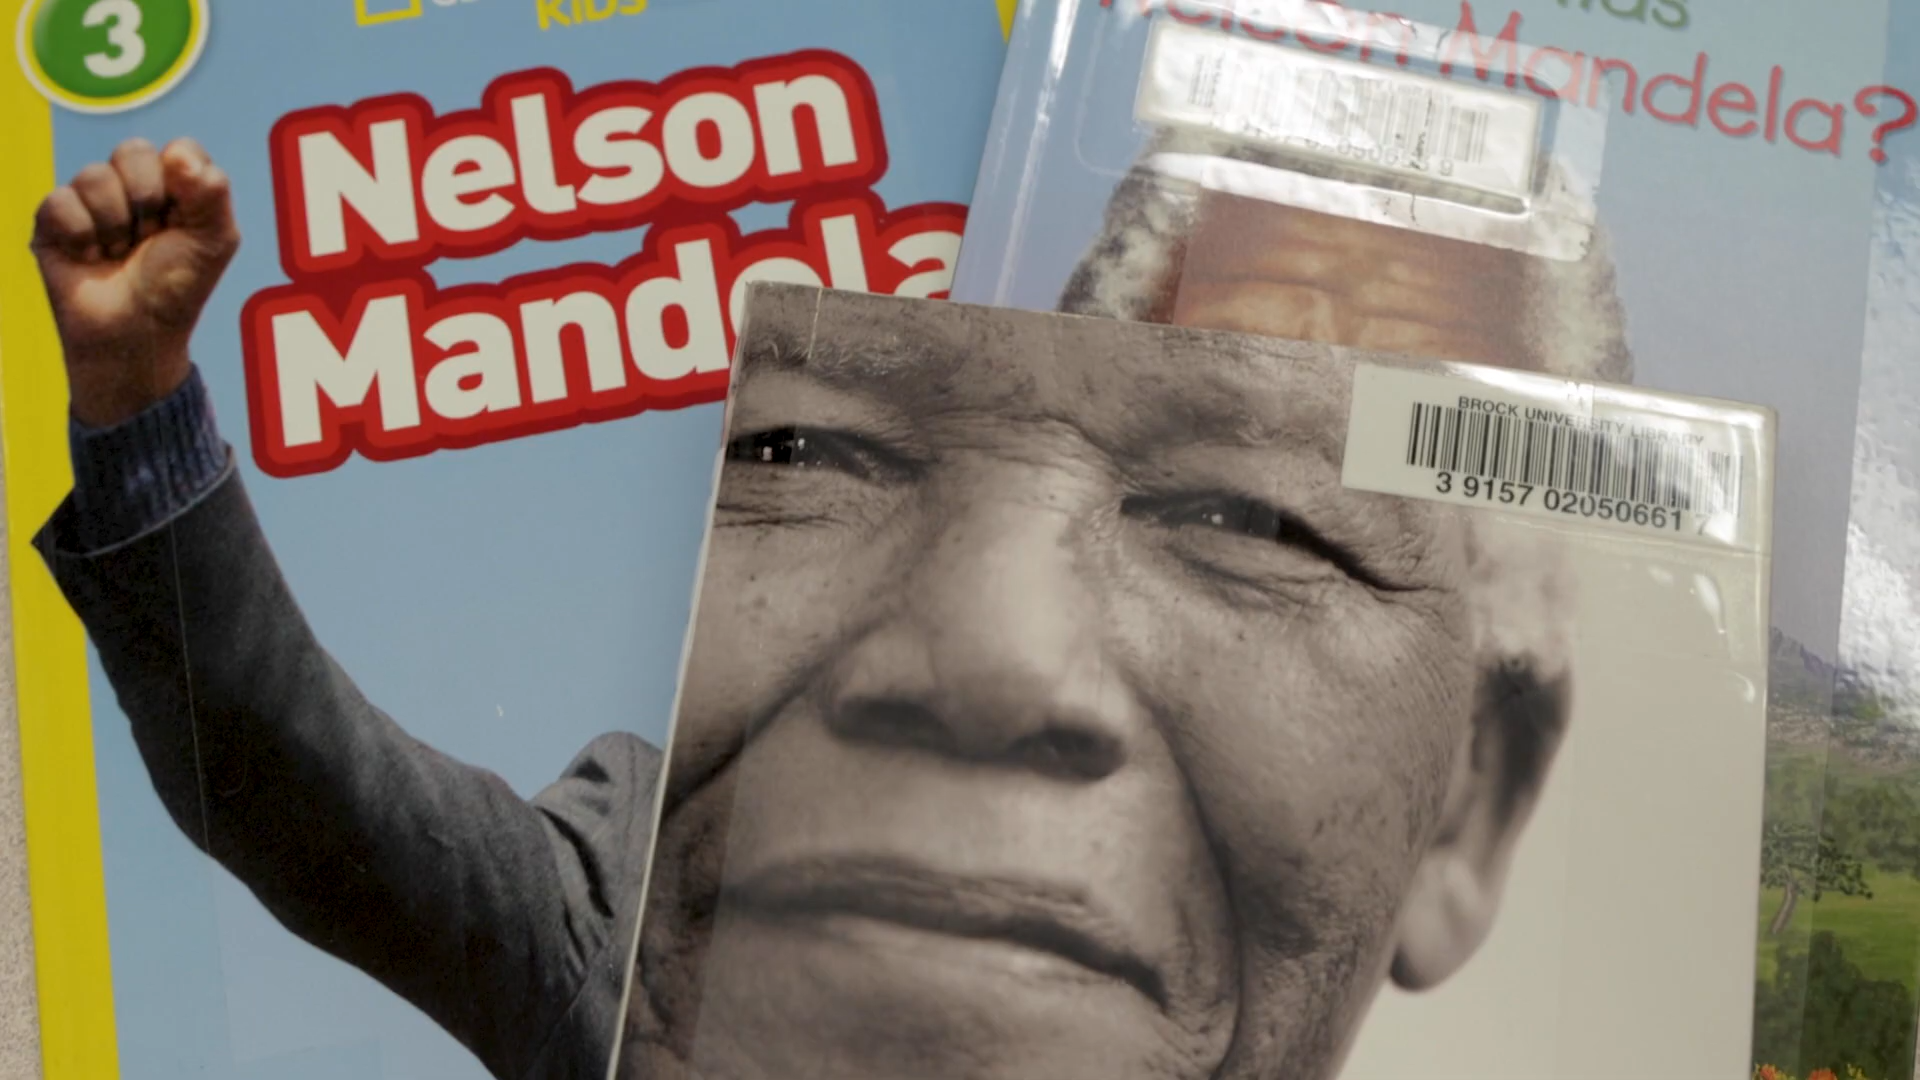 3
KIDS
Nelson
Mandela
Nelson Mandela?
BROCK UNIVERSITY LIBRARY
3 9157 02050661 7